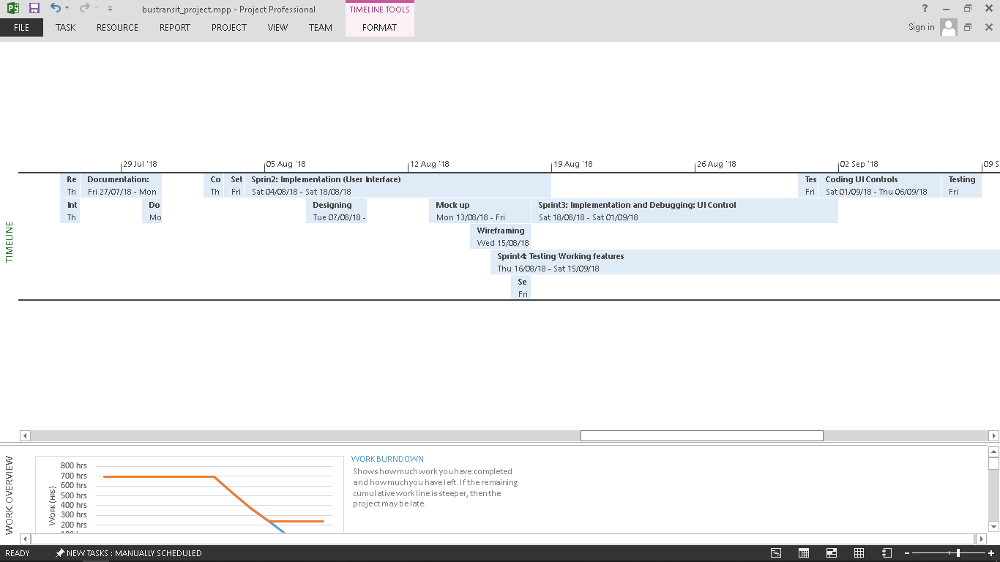 bustransit_project.mpp - Project Professional
TIMELINE TOOLS
?
FILE TASK RESOURCE REPORT PROJECT VIEW TEAM FORMAT
Sign in
29 Jul '18 05 Aug '18 12 Aug '18 19 Aug '18 26 Aug '18 02 Sep '18 09 S
Re Documentation: Co Set Sprin2: Implementation (User Interface) Tes Coding UI Controls Testing
Th Fri 27/07/18 - Mon Th Fri Sat 04/08/18 - Sat 18/08/18 Fri Sat 01/09/18 - Thu 06/09/18 Fri
Int Do Designing Mock up Sprint3: Implementation and Debugging: UI Control
Th Mo Tue 07/08/18 - Mon 13/08/18 - Fri Sat 18/08/18 - Sat 01/09/18
Wireframing
Wed 15/08/18
Sprint4: Testing Working features
Thu 16/08/18 - Sat 15/09/18
Se
Fri
TIMELINE
WORK OVERVIEW
WORK (HRS)
800 hrs
700 hrs
600 hrs
500 hrs
400 hrs
300 hrs
200 hrs
WORK BURNDOWN
Shows how much work you have completed
and how much you have left. If the remaining
cumulative work line is steeper, then the
project may be late.
READY NEW TASKS : MANUALLY SCHEDULED